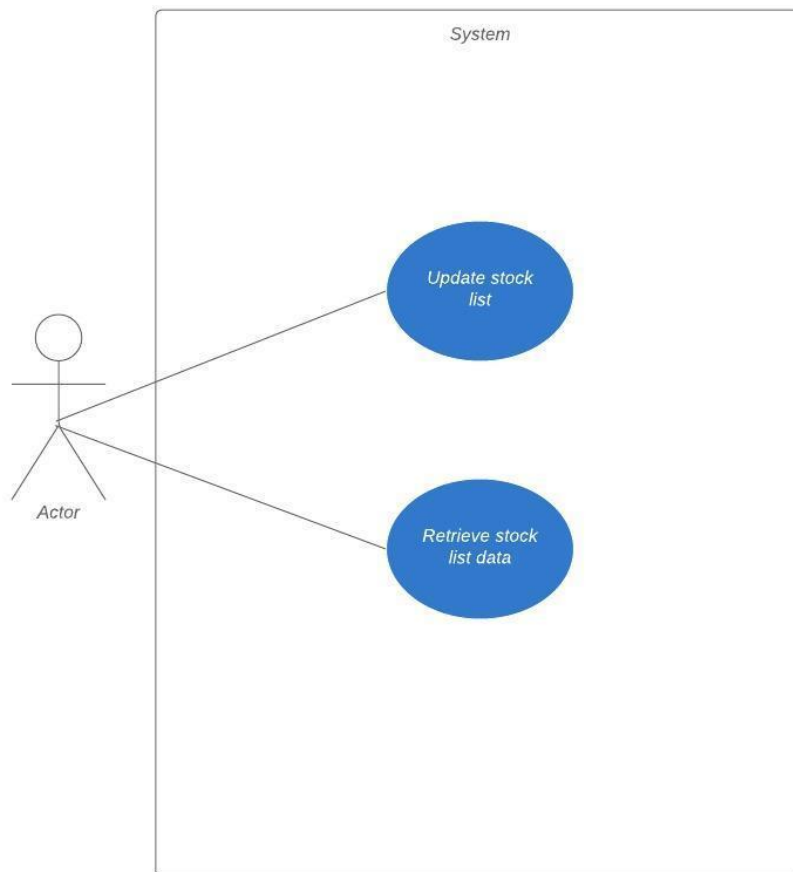 System
Update stock
list
Actor
Retrieve stock
list data